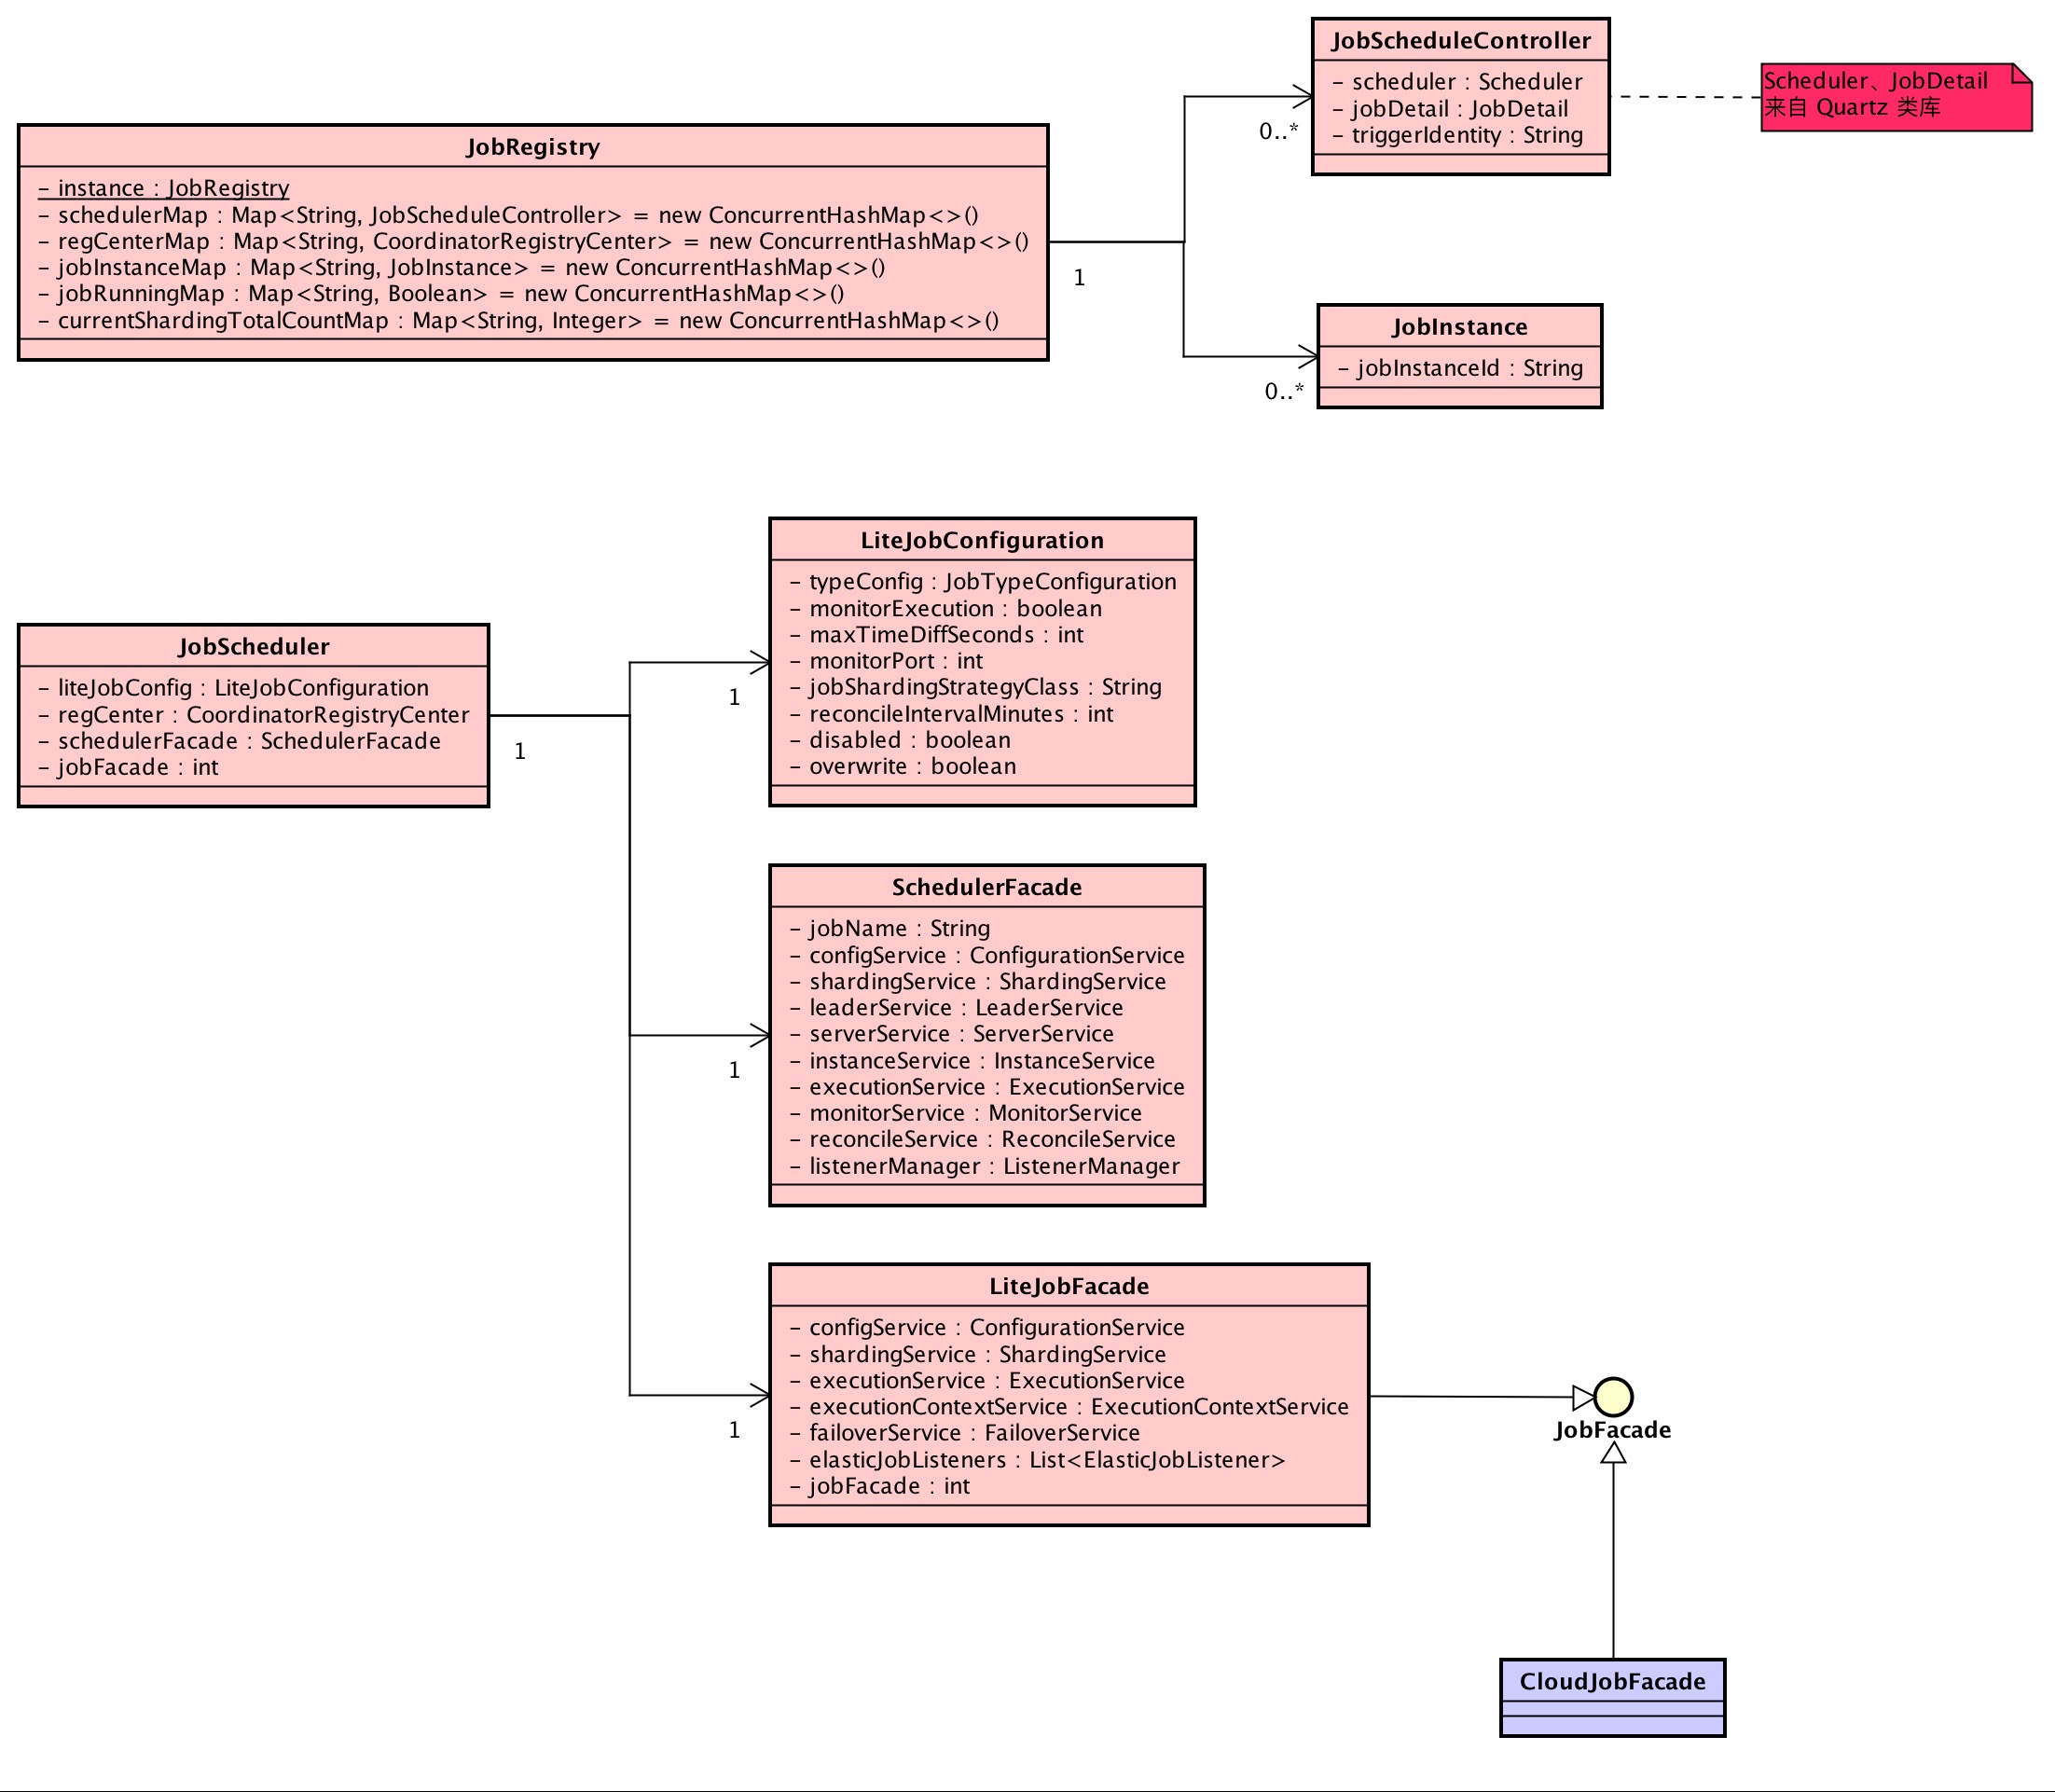 JobScheduleController
- scheduler : Scheduler
- jobDetail : JobDetail
- triggerIdentity : String
Scheduler、JobDetail
来自 Quartz 类库
0..*
JobRegistry
- instance : JobRegistry
- schedulerMap : Map<String, JobScheduleController> = new ConcurrentHashMap<>()
- regCenterMap : Map<String, CoordinatorRegistryCenter> = new ConcurrentHashMap<>()
- jobInstanceMap : Map<String, JobInstance> = new ConcurrentHashMap<>()
- jobRunningMap : Map<String, Boolean> = new ConcurrentHashMap<>()
- currentShardingTotalCountMap : Map<String, Integer> = new ConcurrentHashMap<>()
1
JobInstance
- jobInstanceId : String
0..*
LiteJobConfiguration
- typeConfig : JobTypeConfiguration
- monitorExecution : boolean
- maxTimeDiffSeconds : int
- monitorPort : int
- jobShardingStrategyClass : String
- reconcileIntervalMinutes : int
- disabled : boolean
- overwrite : boolean
1
JobScheduler
- liteJobConfig : LiteJobConfiguration
- regCenter : CoordinatorRegistryCenter
- schedulerFacade : SchedulerFacade
- jobFacade : int
1
SchedulerFacade
- jobName : String
- configService : ConfigurationService
- shardingService : ShardingService
- leaderService : LeaderService
- serverService : ServerService
- instanceService : InstanceService
- executionService : ExecutionService
- monitorService : MonitorService
- reconcileService : ReconcileService
- listenerManager : ListenerManager
1
LiteJobFacade
- configService : ConfigurationService
- shardingService : ShardingService
- executionService : ExecutionService
- executionContextService : ExecutionContextService
- failoverService : FailoverService
- elasticJobListeners : List<ElasticJobListener>
- jobFacade : int
1
JobFacade
CloudJobFacade